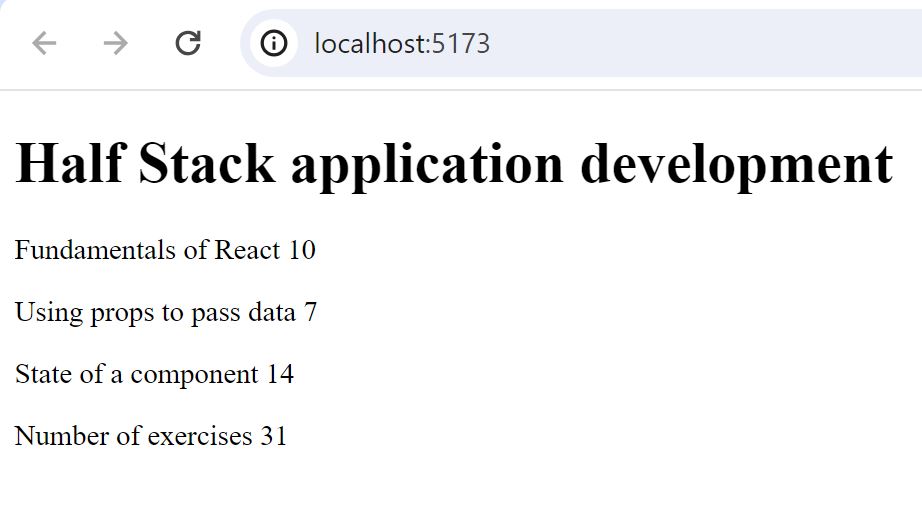 localhost:5173
Half Stack application development
Fundamentals of React 10
Using props to pass data 7
State of a component 14
Number of exercises 31